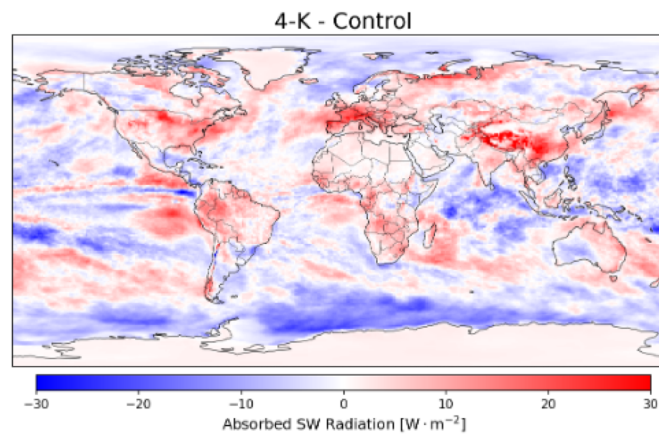 4-K - Control
−30 −20 −10 0 10 20 30
Absorbed SW Radiation [W · m⁻²]